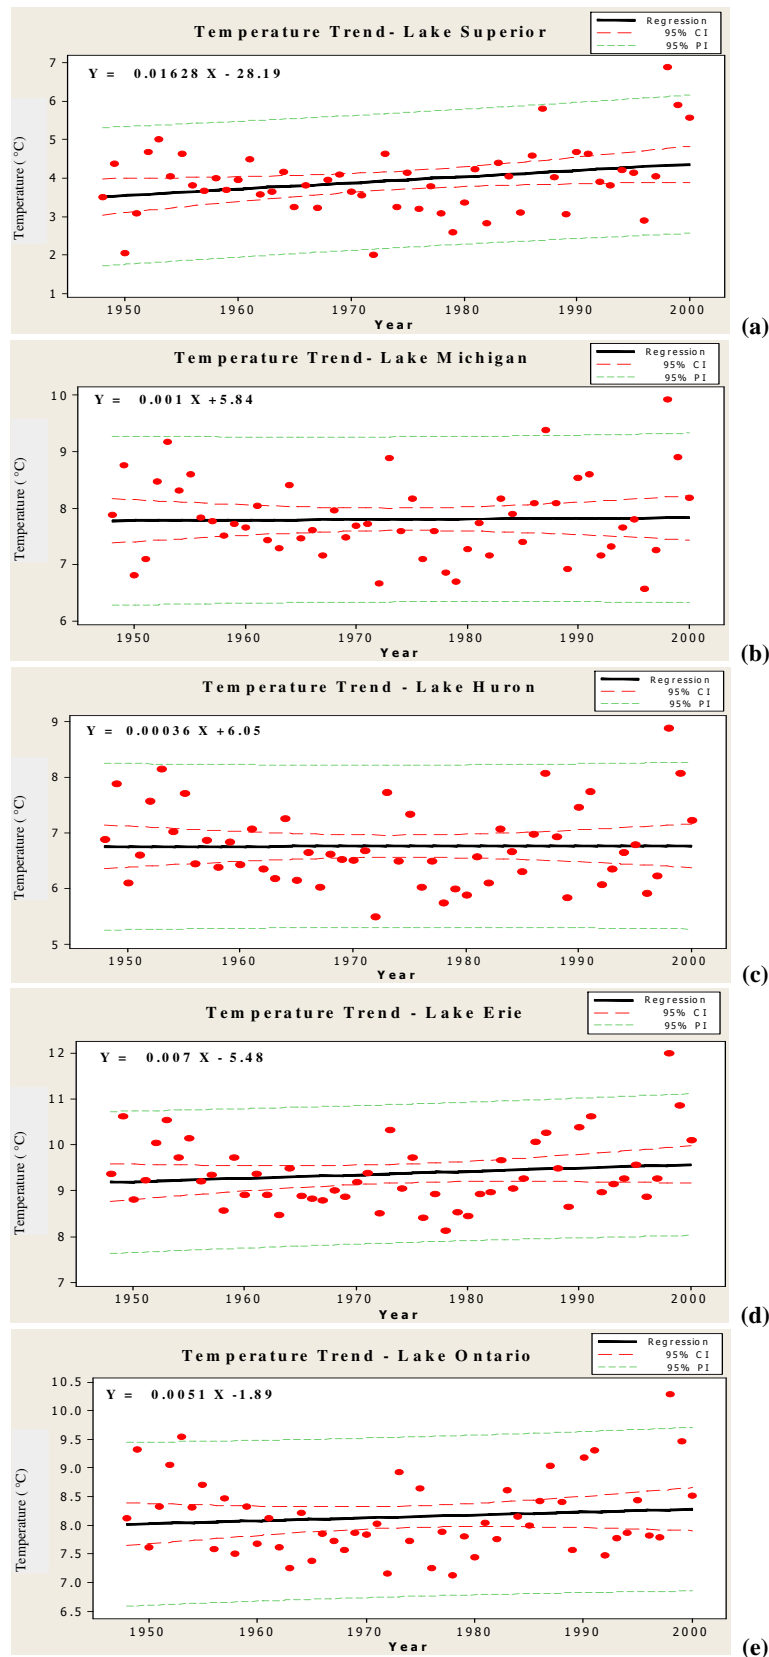 Temperature Trend- Lake Superior
Regression
95% CI
95% PI
Y = 0.01628 X - 28.19
Temperature ( °C)
7
6
5
4
3
2
1
1950 1960 1970 1980 1990 2000
Year
(a)
Temperature Trend- Lake Michigan
Regression
95% CI
95% PI
Y = 0.001 X +5.84
Temperature ( °C)
10
9
8
7
6
1950 1960 1970 1980 1990 2000
Year
(b)
Temperature Trend - Lake Huron
Regression
95% CI
95% PI
Y = 0.00036 X +6.05
Temperature ( °C)
9
8
7
6
5
1950 1960 1970 1980 1990 2000
Year
(c)
Temperature Trend - Lake Erie
Regression
95% CI
95% PI
Y = 0.007 X - 5.48
Temperature ( °C)
12
11
10
9
8
7
1950 1960 1970 1980 1990 2000
Year
(d)
Temperature Trend - Lake Ontario
Regression
95% CI
95% PI
Y = 0.0051 X -1.89
Temperature ( °C)
10.5
10.0
9.5
9.0
8.5
8.0
7.5
7.0
6.5
1950 1960 1970 1980 1990 2000
Year
(e)